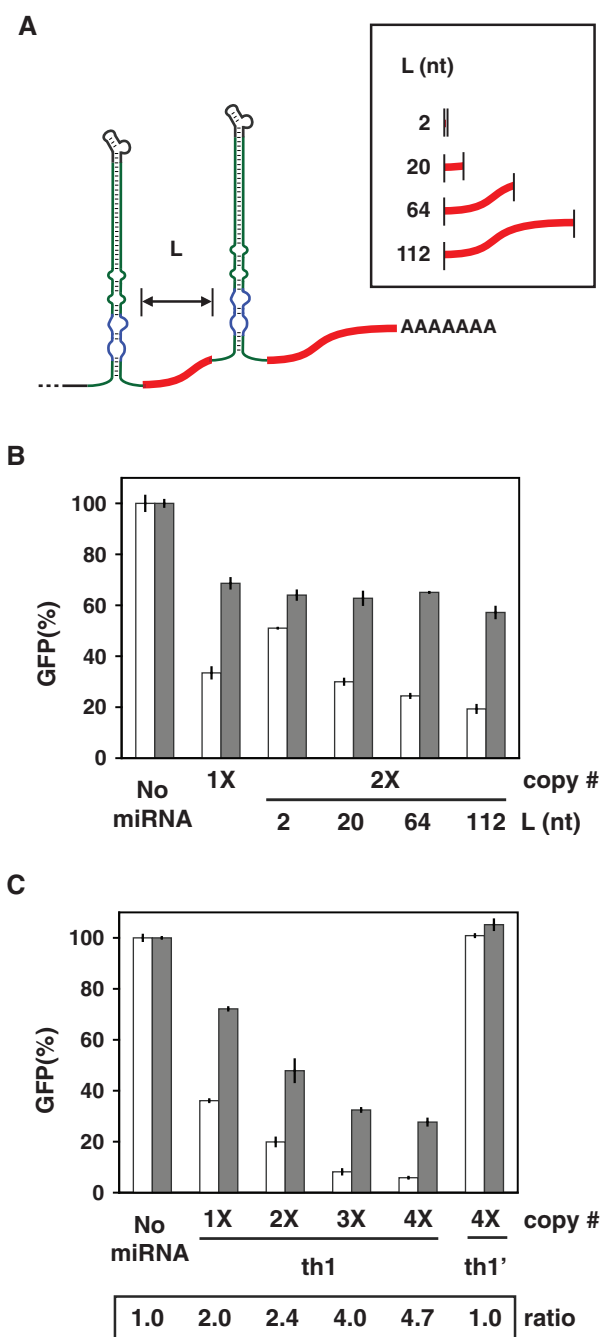 A
L (nt)
2
20
64
112
L
AAAAAAA
B
GFP(%)
100
80
60
40
20
0
No miRNA
1X
2X
copy #
2 20 64 112 L (nt)
C
GFP(%)
100
80
60
40
20
0
No miRNA
1X 2X 3X 4X 4X copy #
th1 th1’
1.0 2.0 2.4 4.0 4.7 1.0 ratio